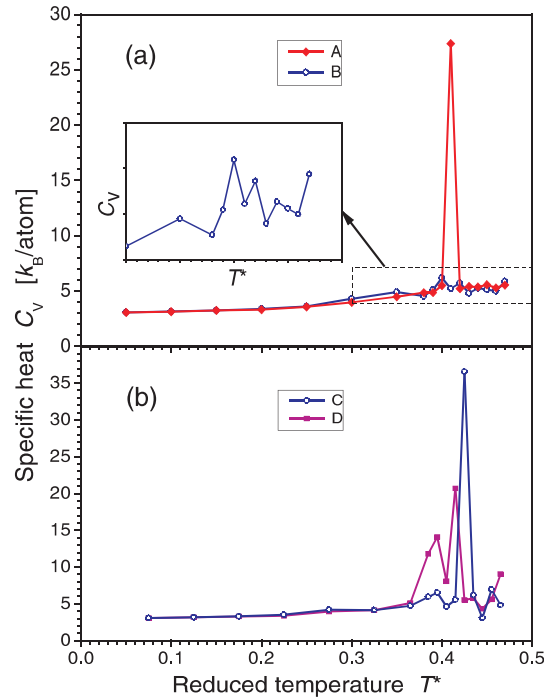 30
(a)
A
B
25
20
C_V
T*
15
10
5
0
Specific heat C_V [k_B/atom]
(b)
C
D
35
30
25
20
15
10
5
0
0.0 0.1 0.2 0.3 0.4 0.5
Reduced temperature T*